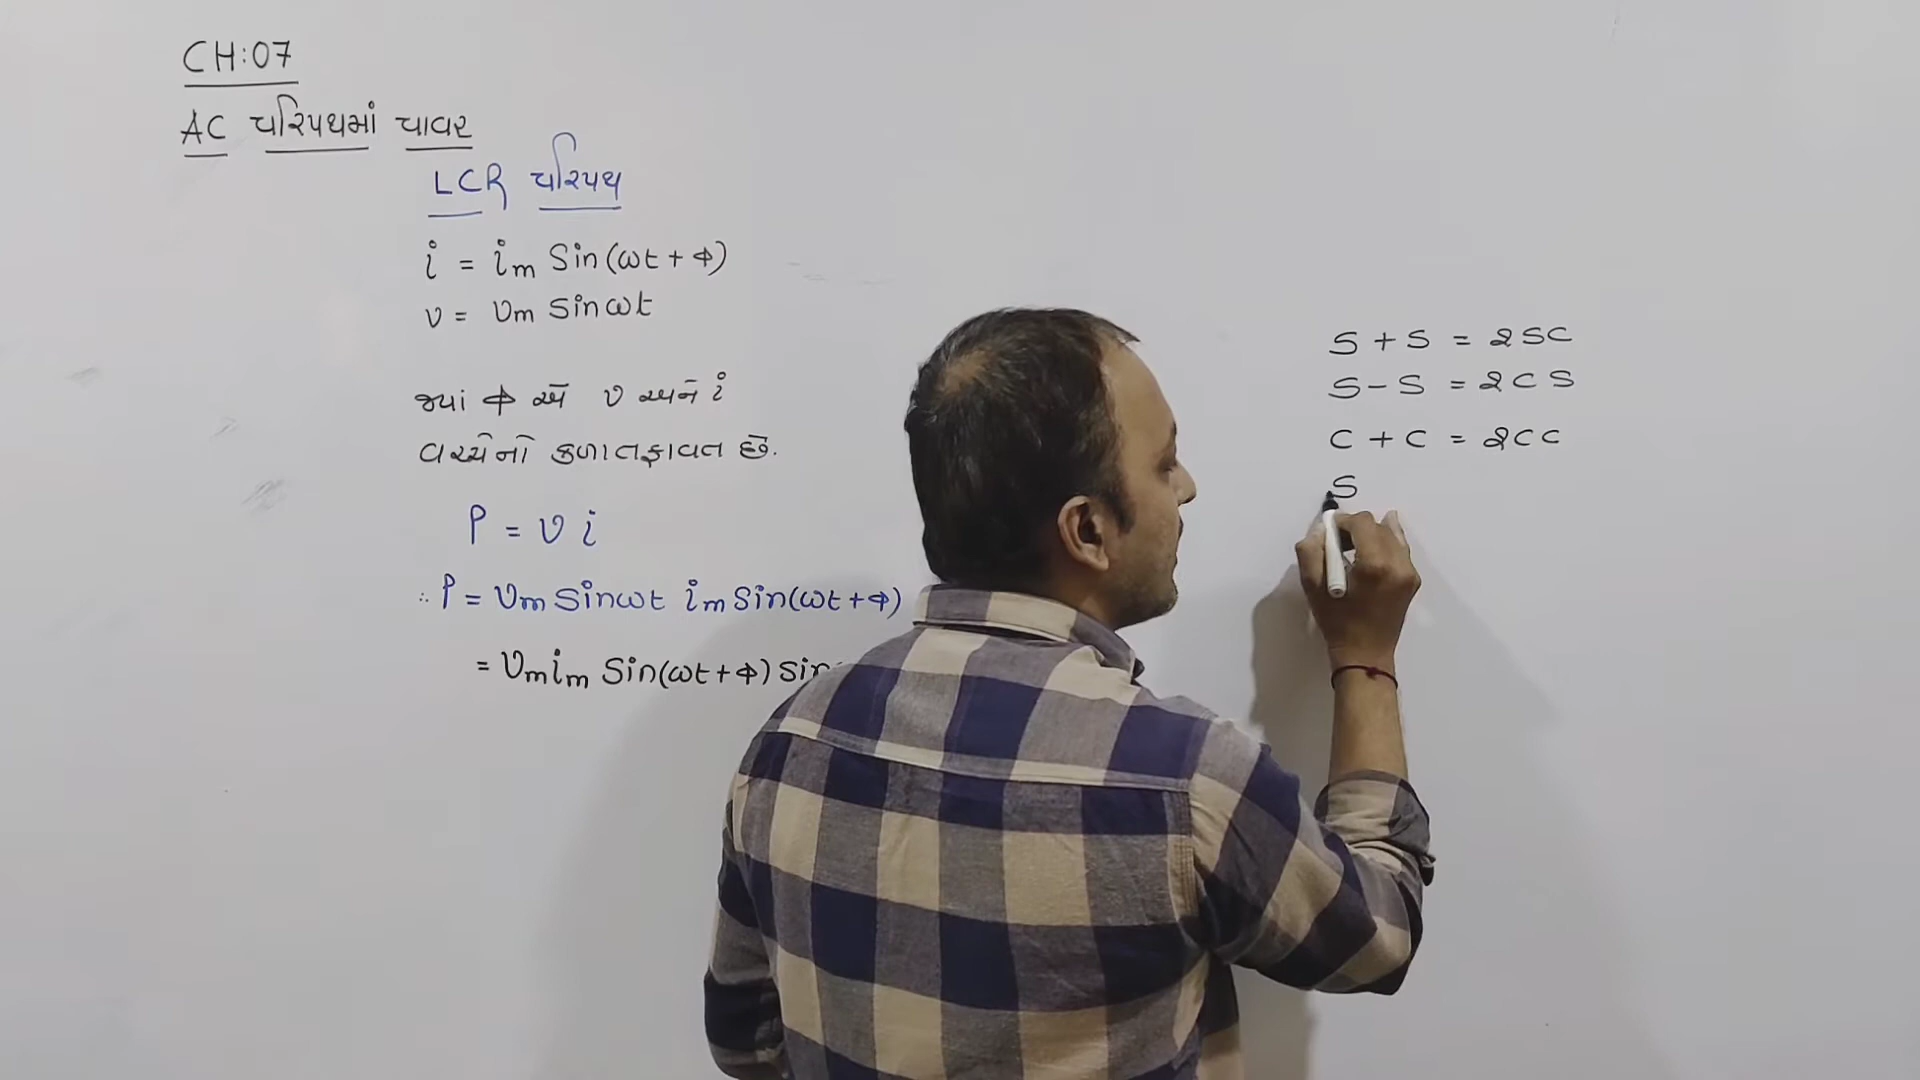 CH:07
AC પરિપથમાં પાવર
LCR પરિપથ
i = im Sin(ωt + Φ)
v = vm Sinωt
જ્યાં Φ એ v અને i
વચ્ચેનો કળા તફાવત છે.
P = v i
∴ P = vm Sinωt im Sin(ωt + Φ)
= vm im Sin(ωt + Φ) Sin
S + S = 2SC
S - S = 2CS
C + C = 2CC
S